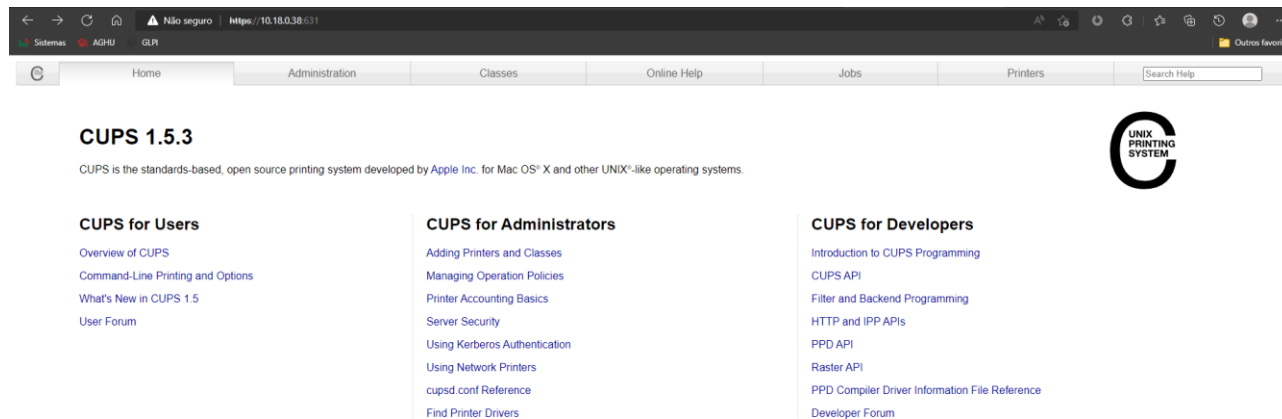 Não seguro https://10.18.0.38:631
Sistemas AGHU GLPI Outros favori
Home Administration Classes Online Help Jobs Printers Search Help
CUPS 1.5.3
CUPS is the standards-based, open source printing system developed by Apple Inc. for Mac OS® X and other UNIX®-like operating systems.
UNIX
PRINTING
SYSTEM
CUPS for Users
Overview of CUPS
Command-Line Printing and Options
What's New in CUPS 1.5
User Forum
CUPS for Administrators
Adding Printers and Classes
Managing Operation Policies
Printer Accounting Basics
Server Security
Using Kerberos Authentication
Using Network Printers
cupsd.conf Reference
Find Printer Drivers
CUPS for Developers
Introduction to CUPS Programming
CUPS API
Filter and Backend Programming
HTTP and IPP APIs
PPD API
Raster API
PPD Compiler Driver Information File Reference
Developer Forum